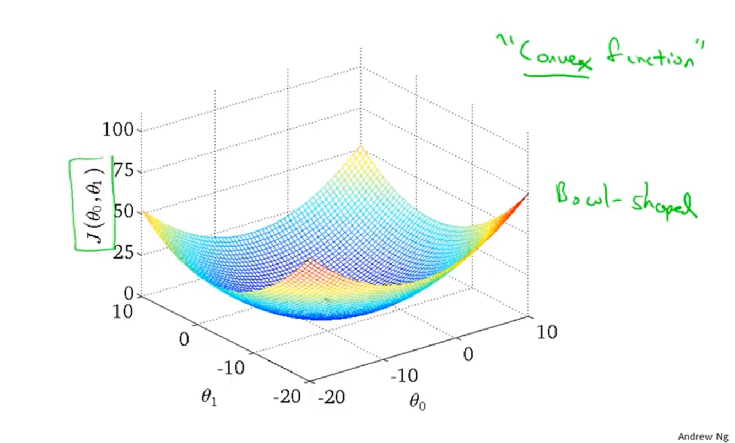 "Convex function"
Bowl-shaped
J(θ₀,θ₁)
100
75
50
25
0
10
0
-10
-20
θ₁
-20
-10
0
10
θ₀
Andrew Ng